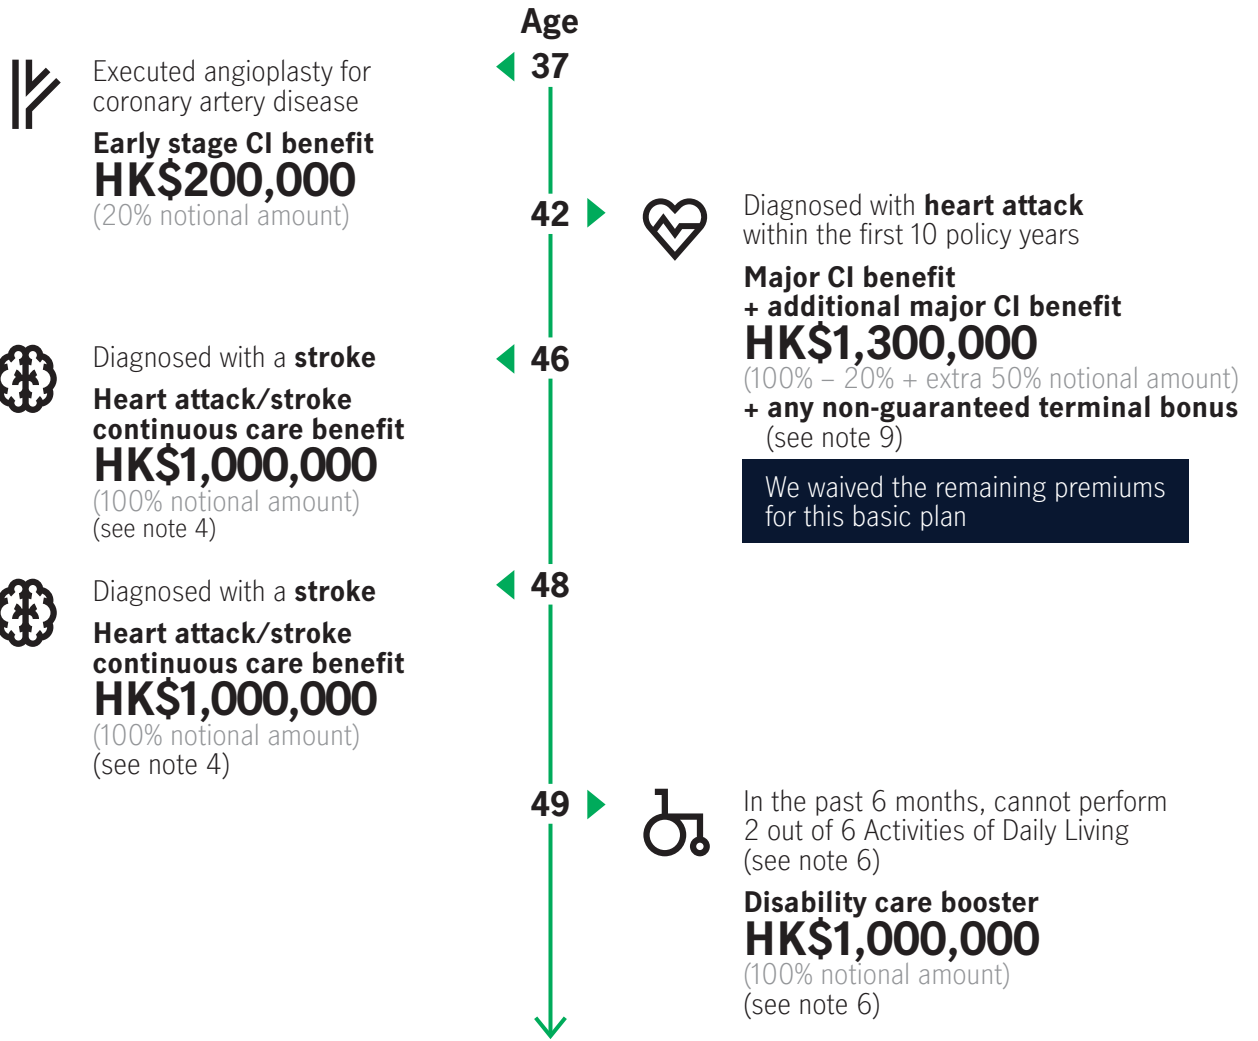 Age
37
Executed angioplasty for
coronary artery disease
Early stage CI benefit
HK$200,000
(20% notional amount)
42
Diagnosed with heart attack
within the first 10 policy years
Major CI benefit
+ additional major CI benefit
HK$1,300,000
(100% – 20% + extra 50% notional amount)
+ any non-guaranteed terminal bonus
(see note 9)
We waived the remaining premiums
for this basic plan
46
Diagnosed with a stroke
Heart attack/stroke
continuous care benefit
HK$1,000,000
(100% notional amount)
(see note 4)
48
Diagnosed with a stroke
Heart attack/stroke
continuous care benefit
HK$1,000,000
(100% notional amount)
(see note 4)
49
In the past 6 months, cannot perform
2 out of 6 Activities of Daily Living
(see note 6)
Disability care booster
HK$1,000,000
(100% notional amount)
(see note 6)